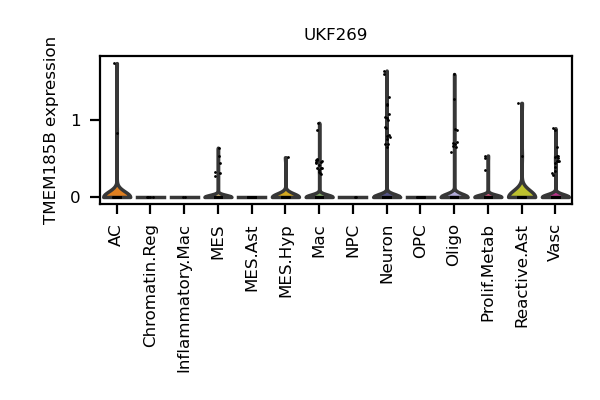 UKF269
TMEM185B expression
1
0
AC
Chromatin.Reg
Inflammatory.Mac
MES
MES.Ast
MES.Hyp
Mac
NPC
Neuron
OPC
Oligo
Prolif.Metab
Reactive.Ast
Vasc